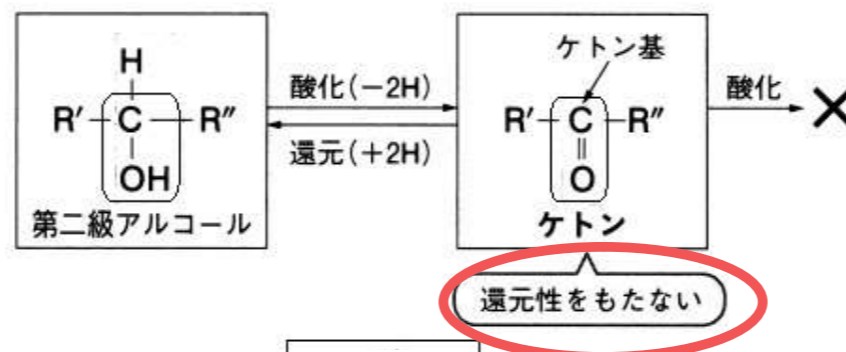 H
R′－C－R″
OH
第二級アルコール
酸化(－2H)
還元(＋2H)
ケトン基
R′－C－R″
O
ケトン
酸化
還元性をもたない